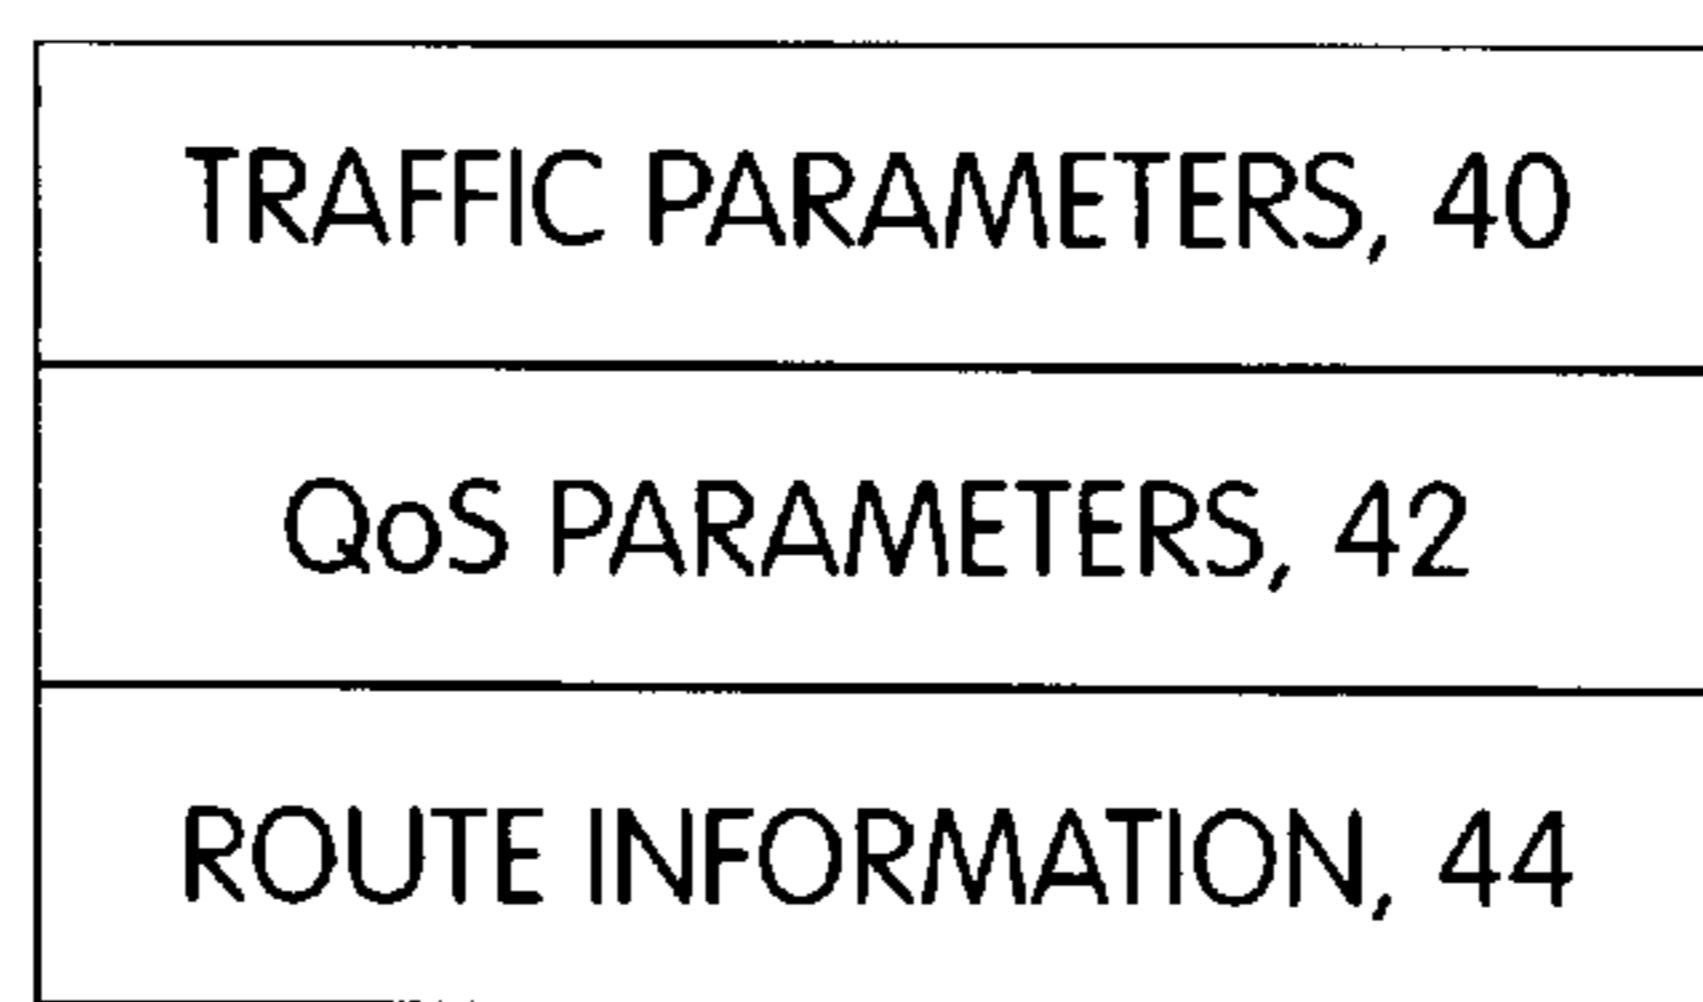 TRAFFIC PARAMETERS, 40
QoS PARAMETERS, 42
ROUTE INFORMATION, 44